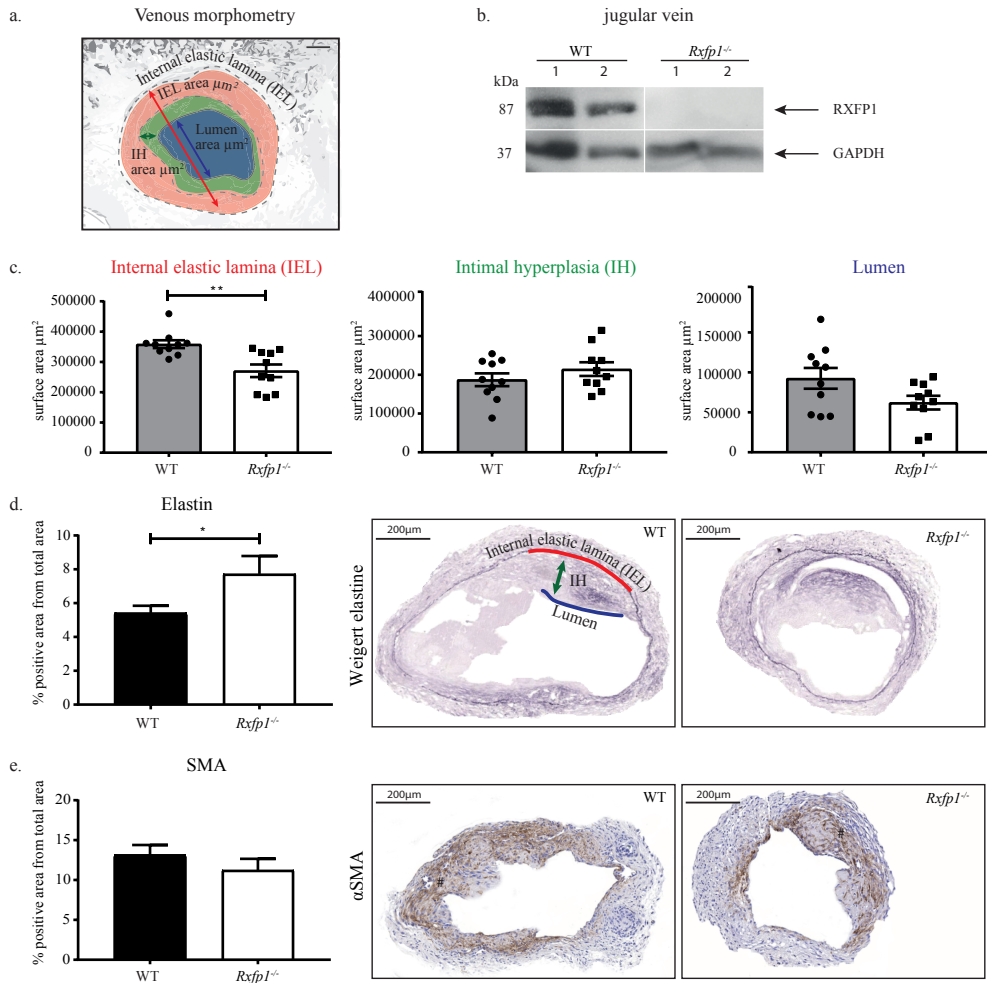 a.
Venous morphometry
Internal elastic lamina (IEL)
IEL area µm²
Lumen
area µm²
IH
area µm²
b.
jugular vein
WT
Rxfp1⁻/⁻
kDa
1
2
1
2
87
RXFP1
37
GAPDH
c.
Internal elastic lamina (IEL)
surface area µm²
500000
400000
300000
200000
100000
0
**
WT
Rxfp1⁻/⁻
Intimal hyperplasia (IH)
surface area µm²
400000
300000
200000
100000
0
WT
Rxfp1⁻/⁻
Lumen
surface area µm²
200000
150000
100000
50000
0
WT
Rxfp1⁻/⁻
d.
Elastin
% positive area from total area
10
8
6
4
2
0
*
WT
Rxfp1⁻/⁻
Weigert elastine
200µm
WT
Internal elastic lamina (IEL)
IH
Lumen
200µm
Rxfp1⁻/⁻
e.
SMA
% positive area from total area
20
15
10
5
0
WT
Rxfp1⁻/⁻
αSMA
200µm
WT
#
200µm
Rxfp1⁻/⁻
#